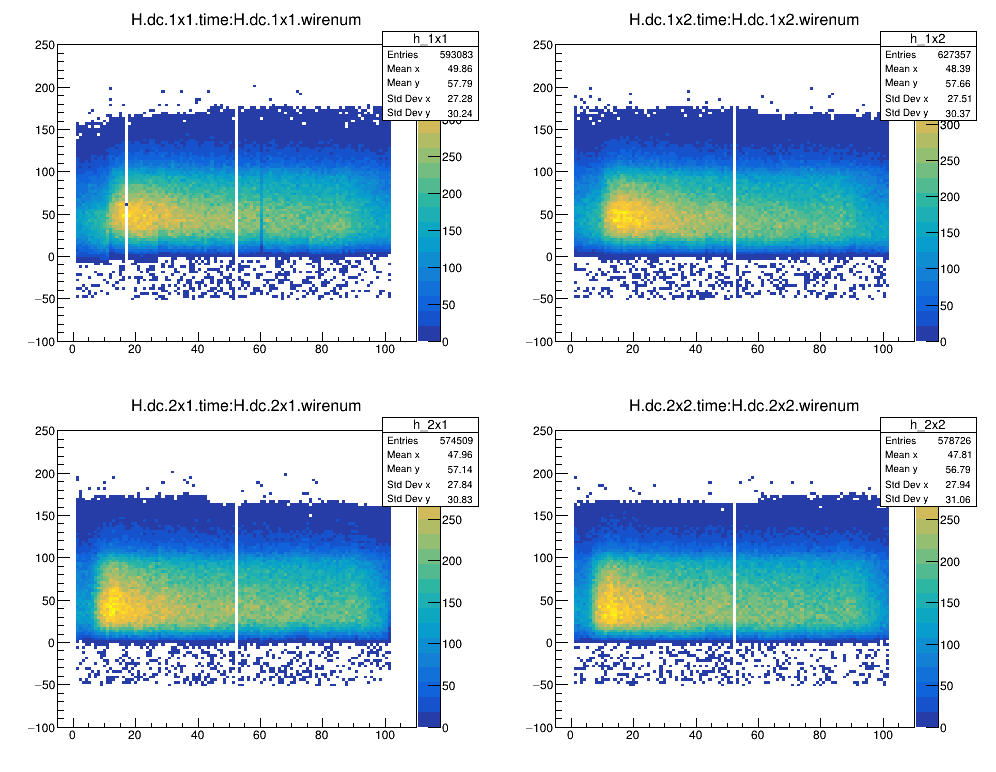 H.dc.1x1.time:H.dc.1x1.wirenum
h_1x1
Entries 593083
Mean x 49.86
Mean y 57.79
Std Dev x 27.28
Std Dev y 30.24
250
200
150
100
50
0
−50
−100
0 20 40 60 80 100
300
250
200
150
100
50
0
H.dc.1x2.time:H.dc.1x2.wirenum
h_1x2
Entries 627357
Mean x 48.39
Mean y 57.66
Std Dev x 27.51
Std Dev y 30.37
250
200
150
100
50
0
−50
−100
0 20 40 60 80 100
300
250
200
150
100
50
0
H.dc.2x1.time:H.dc.2x1.wirenum
h_2x1
Entries 574509
Mean x 47.96
Mean y 57.14
Std Dev x 27.84
Std Dev y 30.83
250
200
150
100
50
0
−50
−100
0 20 40 60 80 100
250
200
150
100
50
0
H.dc.2x2.time:H.dc.2x2.wirenum
h_2x2
Entries 578726
Mean x 47.81
Mean y 56.79
Std Dev x 27.94
Std Dev y 31.06
250
200
150
100
50
0
−50
−100
0 20 40 60 80 100
250
200
150
100
50
0